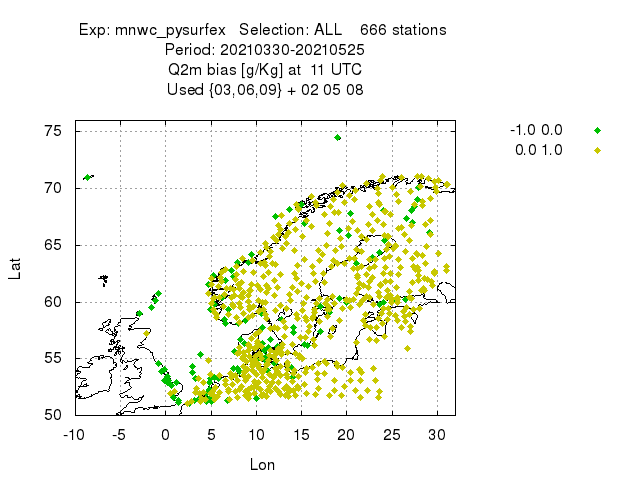 Exp: mnwc_pysurfex   Selection: ALL    666 stations
Period: 20210330-20210525
Q2m bias [g/Kg] at  11 UTC
Used {03,06,09} + 02 05 08
-1.0 0.0
0.0 1.0
75
70
65
60
55
50
Lat
-10 -5 0 5 10 15 20 25 30
Lon